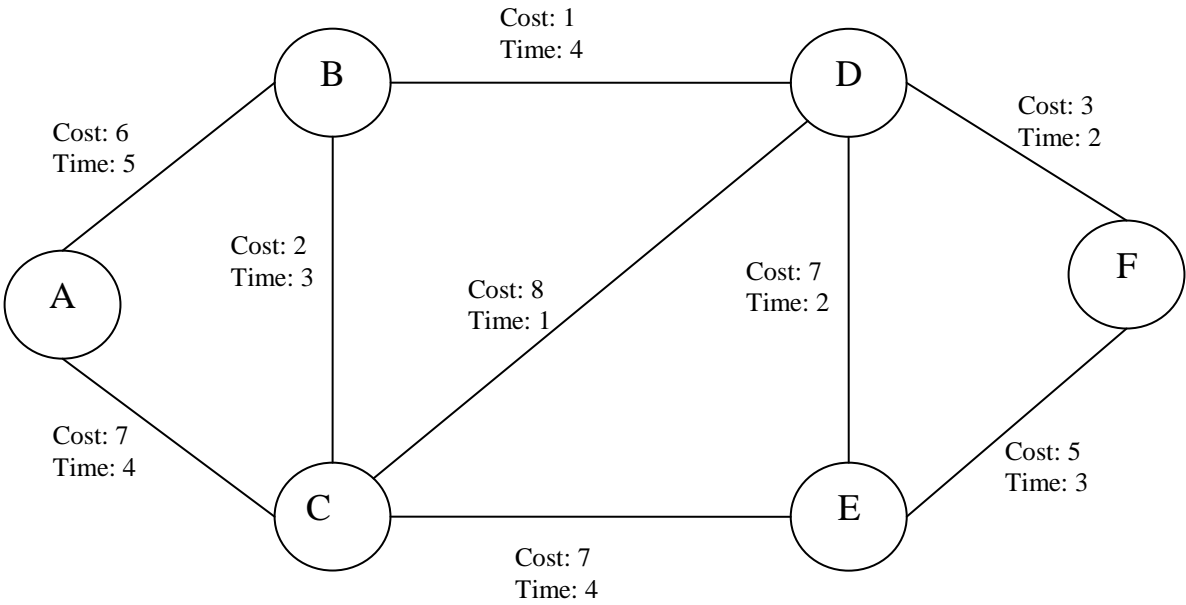 Cost: 1
Time: 4
B
D
Cost: 6
Time: 5
Cost: 3
Time: 2
Cost: 2
Time: 3
Cost: 8
Time: 1
Cost: 7
Time: 2
A
F
Cost: 7
Time: 4
Cost: 5
Time: 3
C
E
Cost: 7
Time: 4